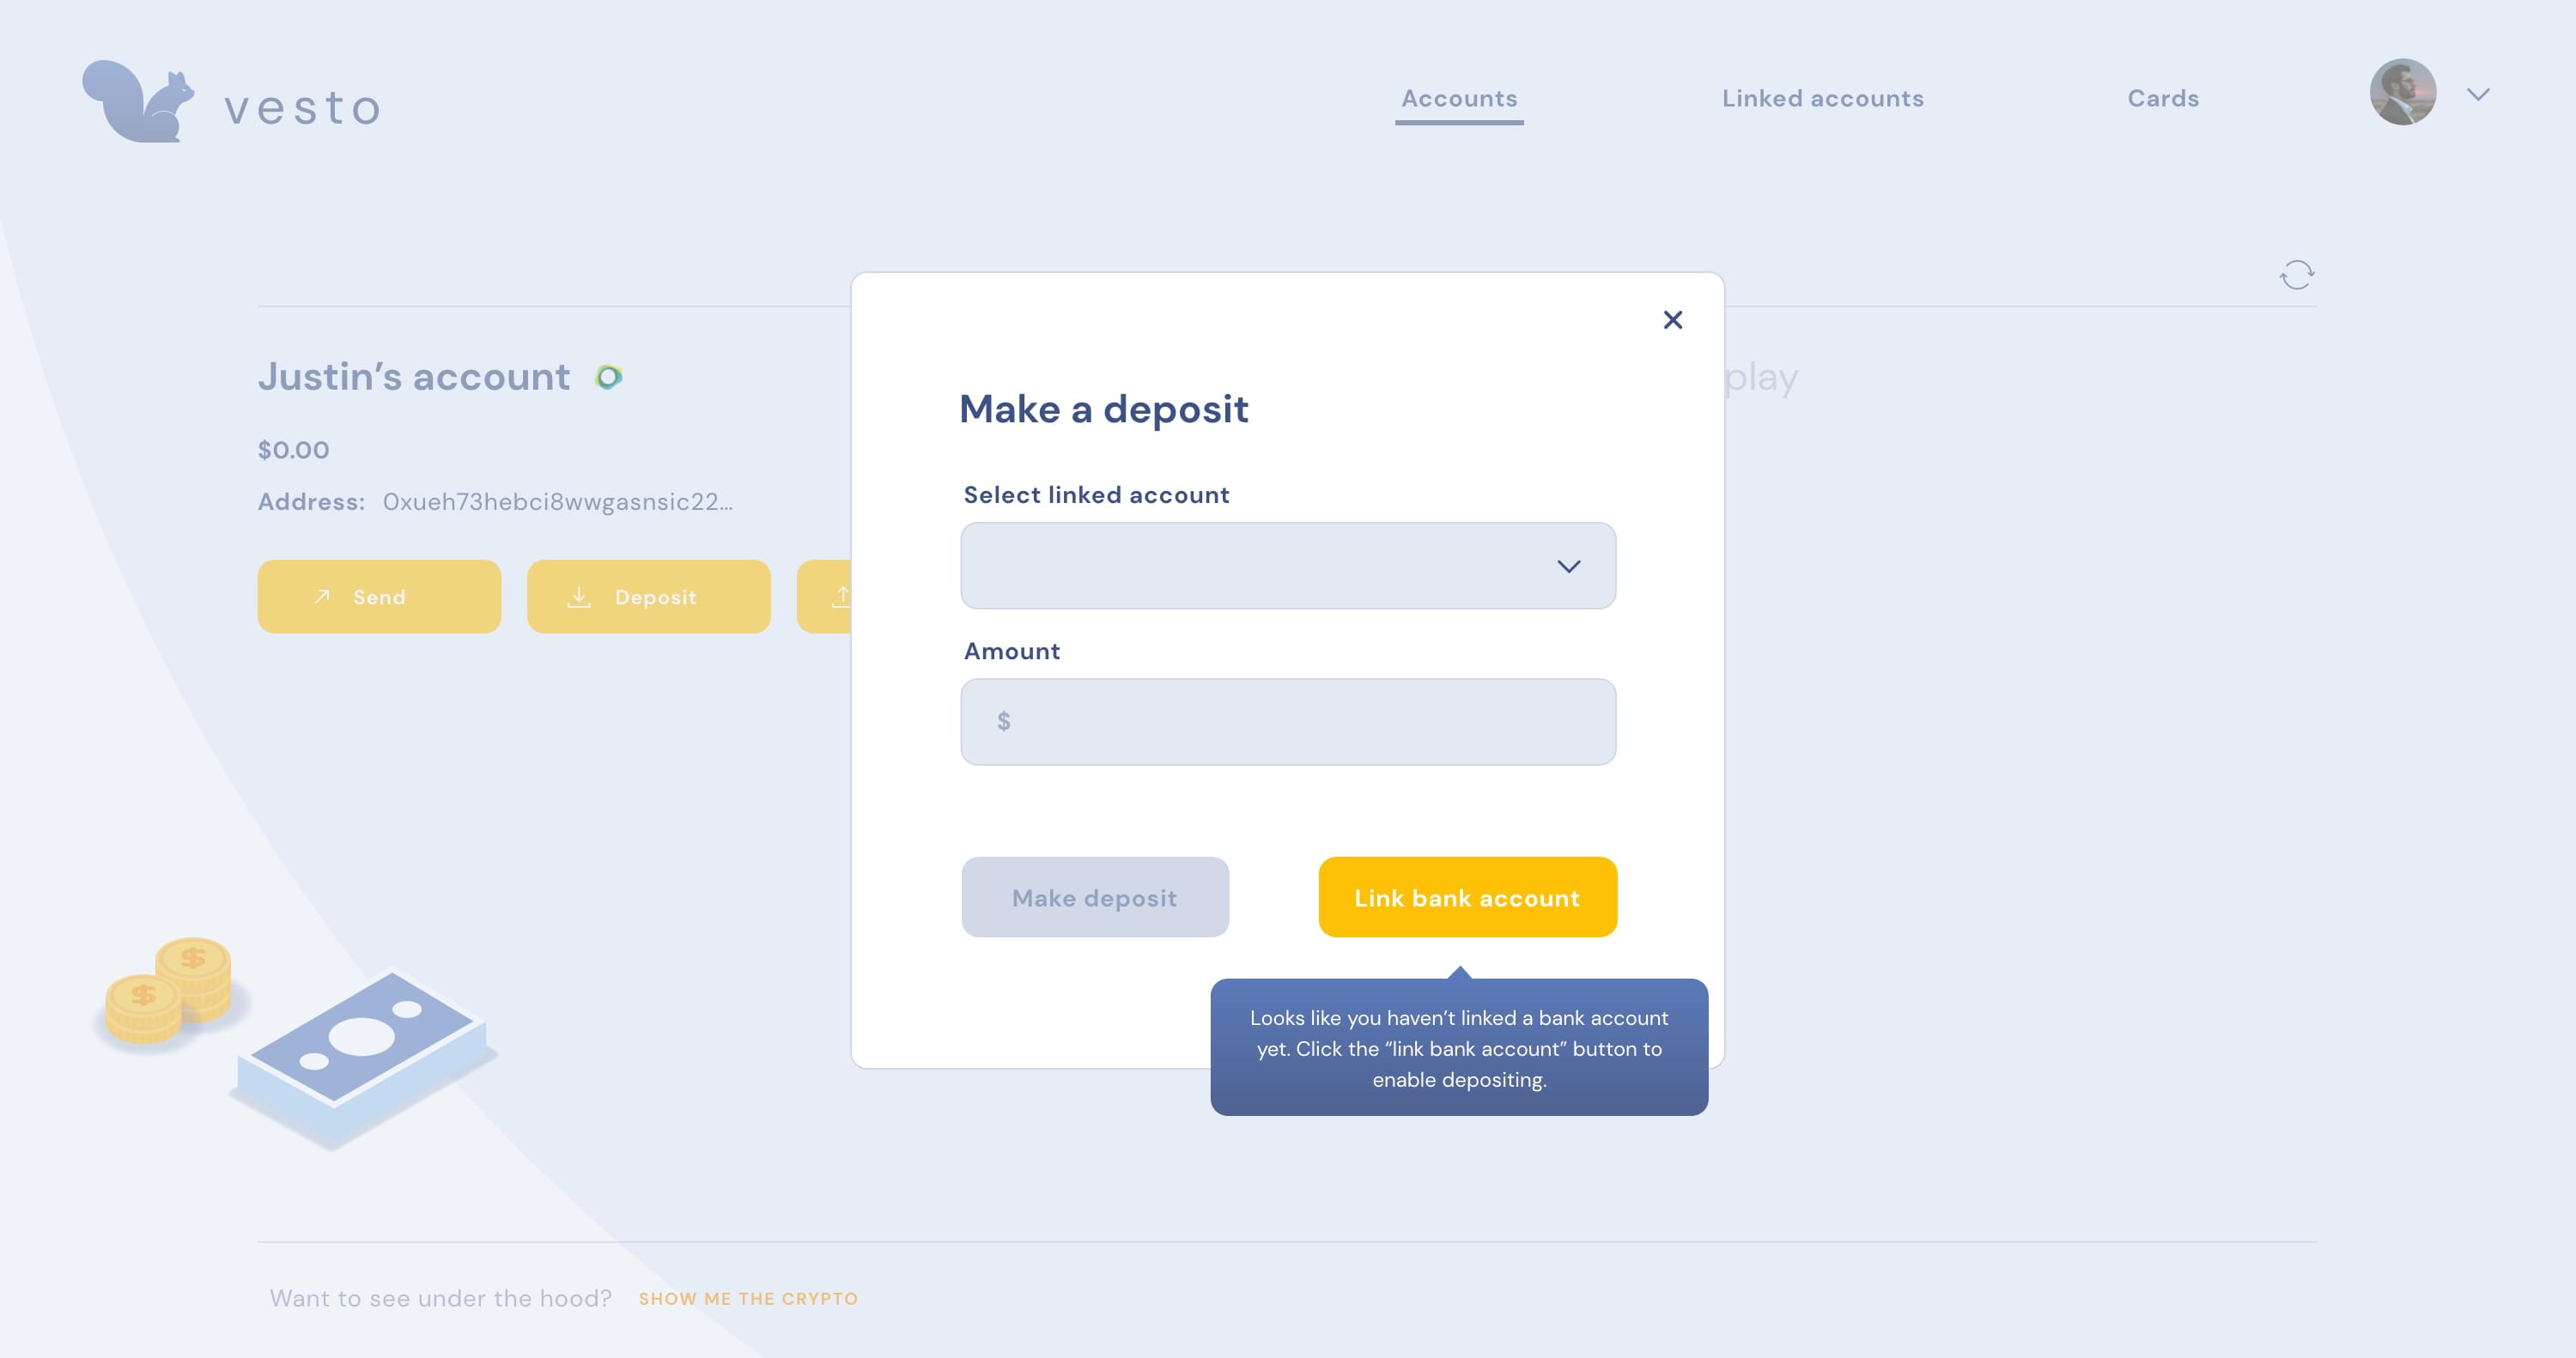 vesto
Accounts
Linked accounts
Cards
Justin’s account
play
$0.00
Address: 0xueh73hebci8wwgasnsic22...
Send
Deposit
Make a deposit
Select linked account
Amount
$
Make deposit
Link bank account
Looks like you haven’t linked a bank account
yet. Click the “link bank account” button to
enable depositing.
$
$
Want to see under the hood? SHOW ME THE CRYPTO